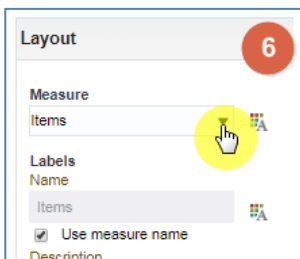 Layout
6
Measure
Items
Labels
Name
Items
Use measure name
Description